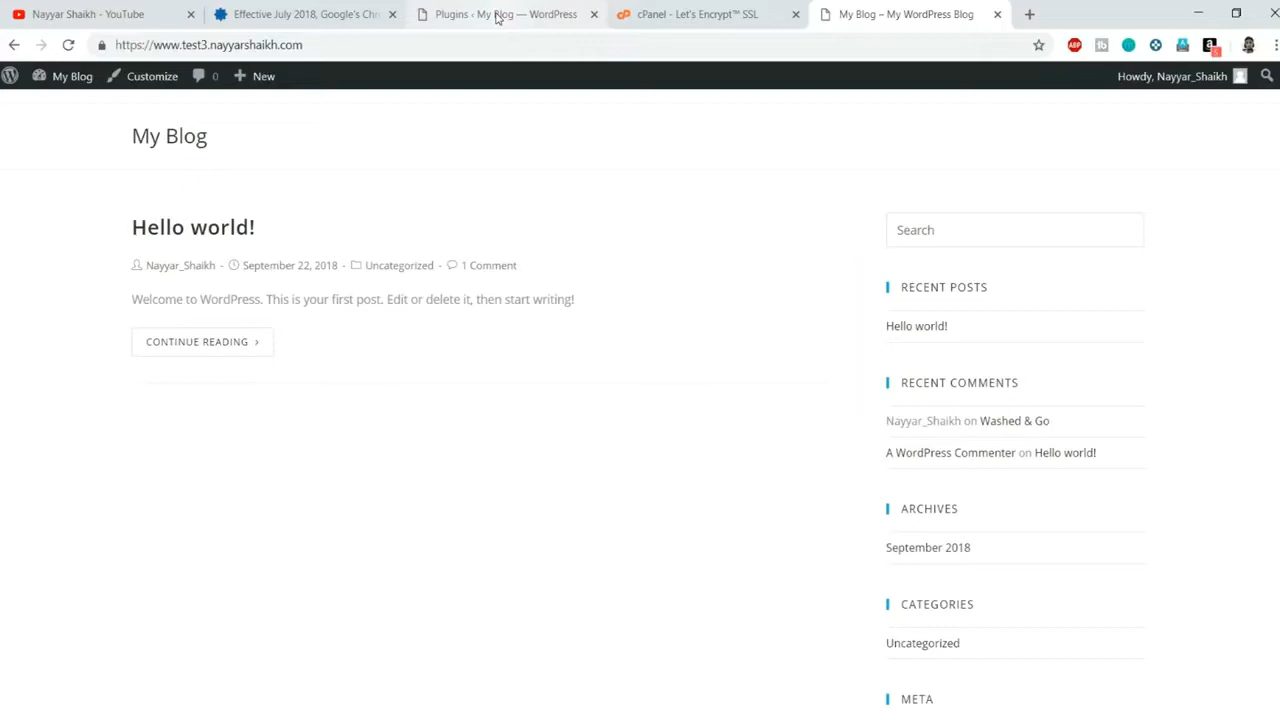 Nayyar Shaikh - YouTube
Effective July 2018, Google's Chr
Plugins ‹ My Blog — WordPress
cPanel - Let's Encrypt™ SSL
My Blog – My WordPress Blog
https://www.test3.nayyarshaikh.com
My Blog
Customize
0
New
Howdy, Nayyar_Shaikh
My Blog
Hello world!
Nayyar_Shaikh - September 22, 2018 - Uncategorized - 1 Comment
Welcome to WordPress. This is your first post. Edit or delete it, then start writing!
CONTINUE READING >
Search
RECENT POSTS
Hello world!
RECENT COMMENTS
Nayyar_Shaikh on Washed & Go
A WordPress Commenter on Hello world!
ARCHIVES
September 2018
CATEGORIES
Uncategorized
META